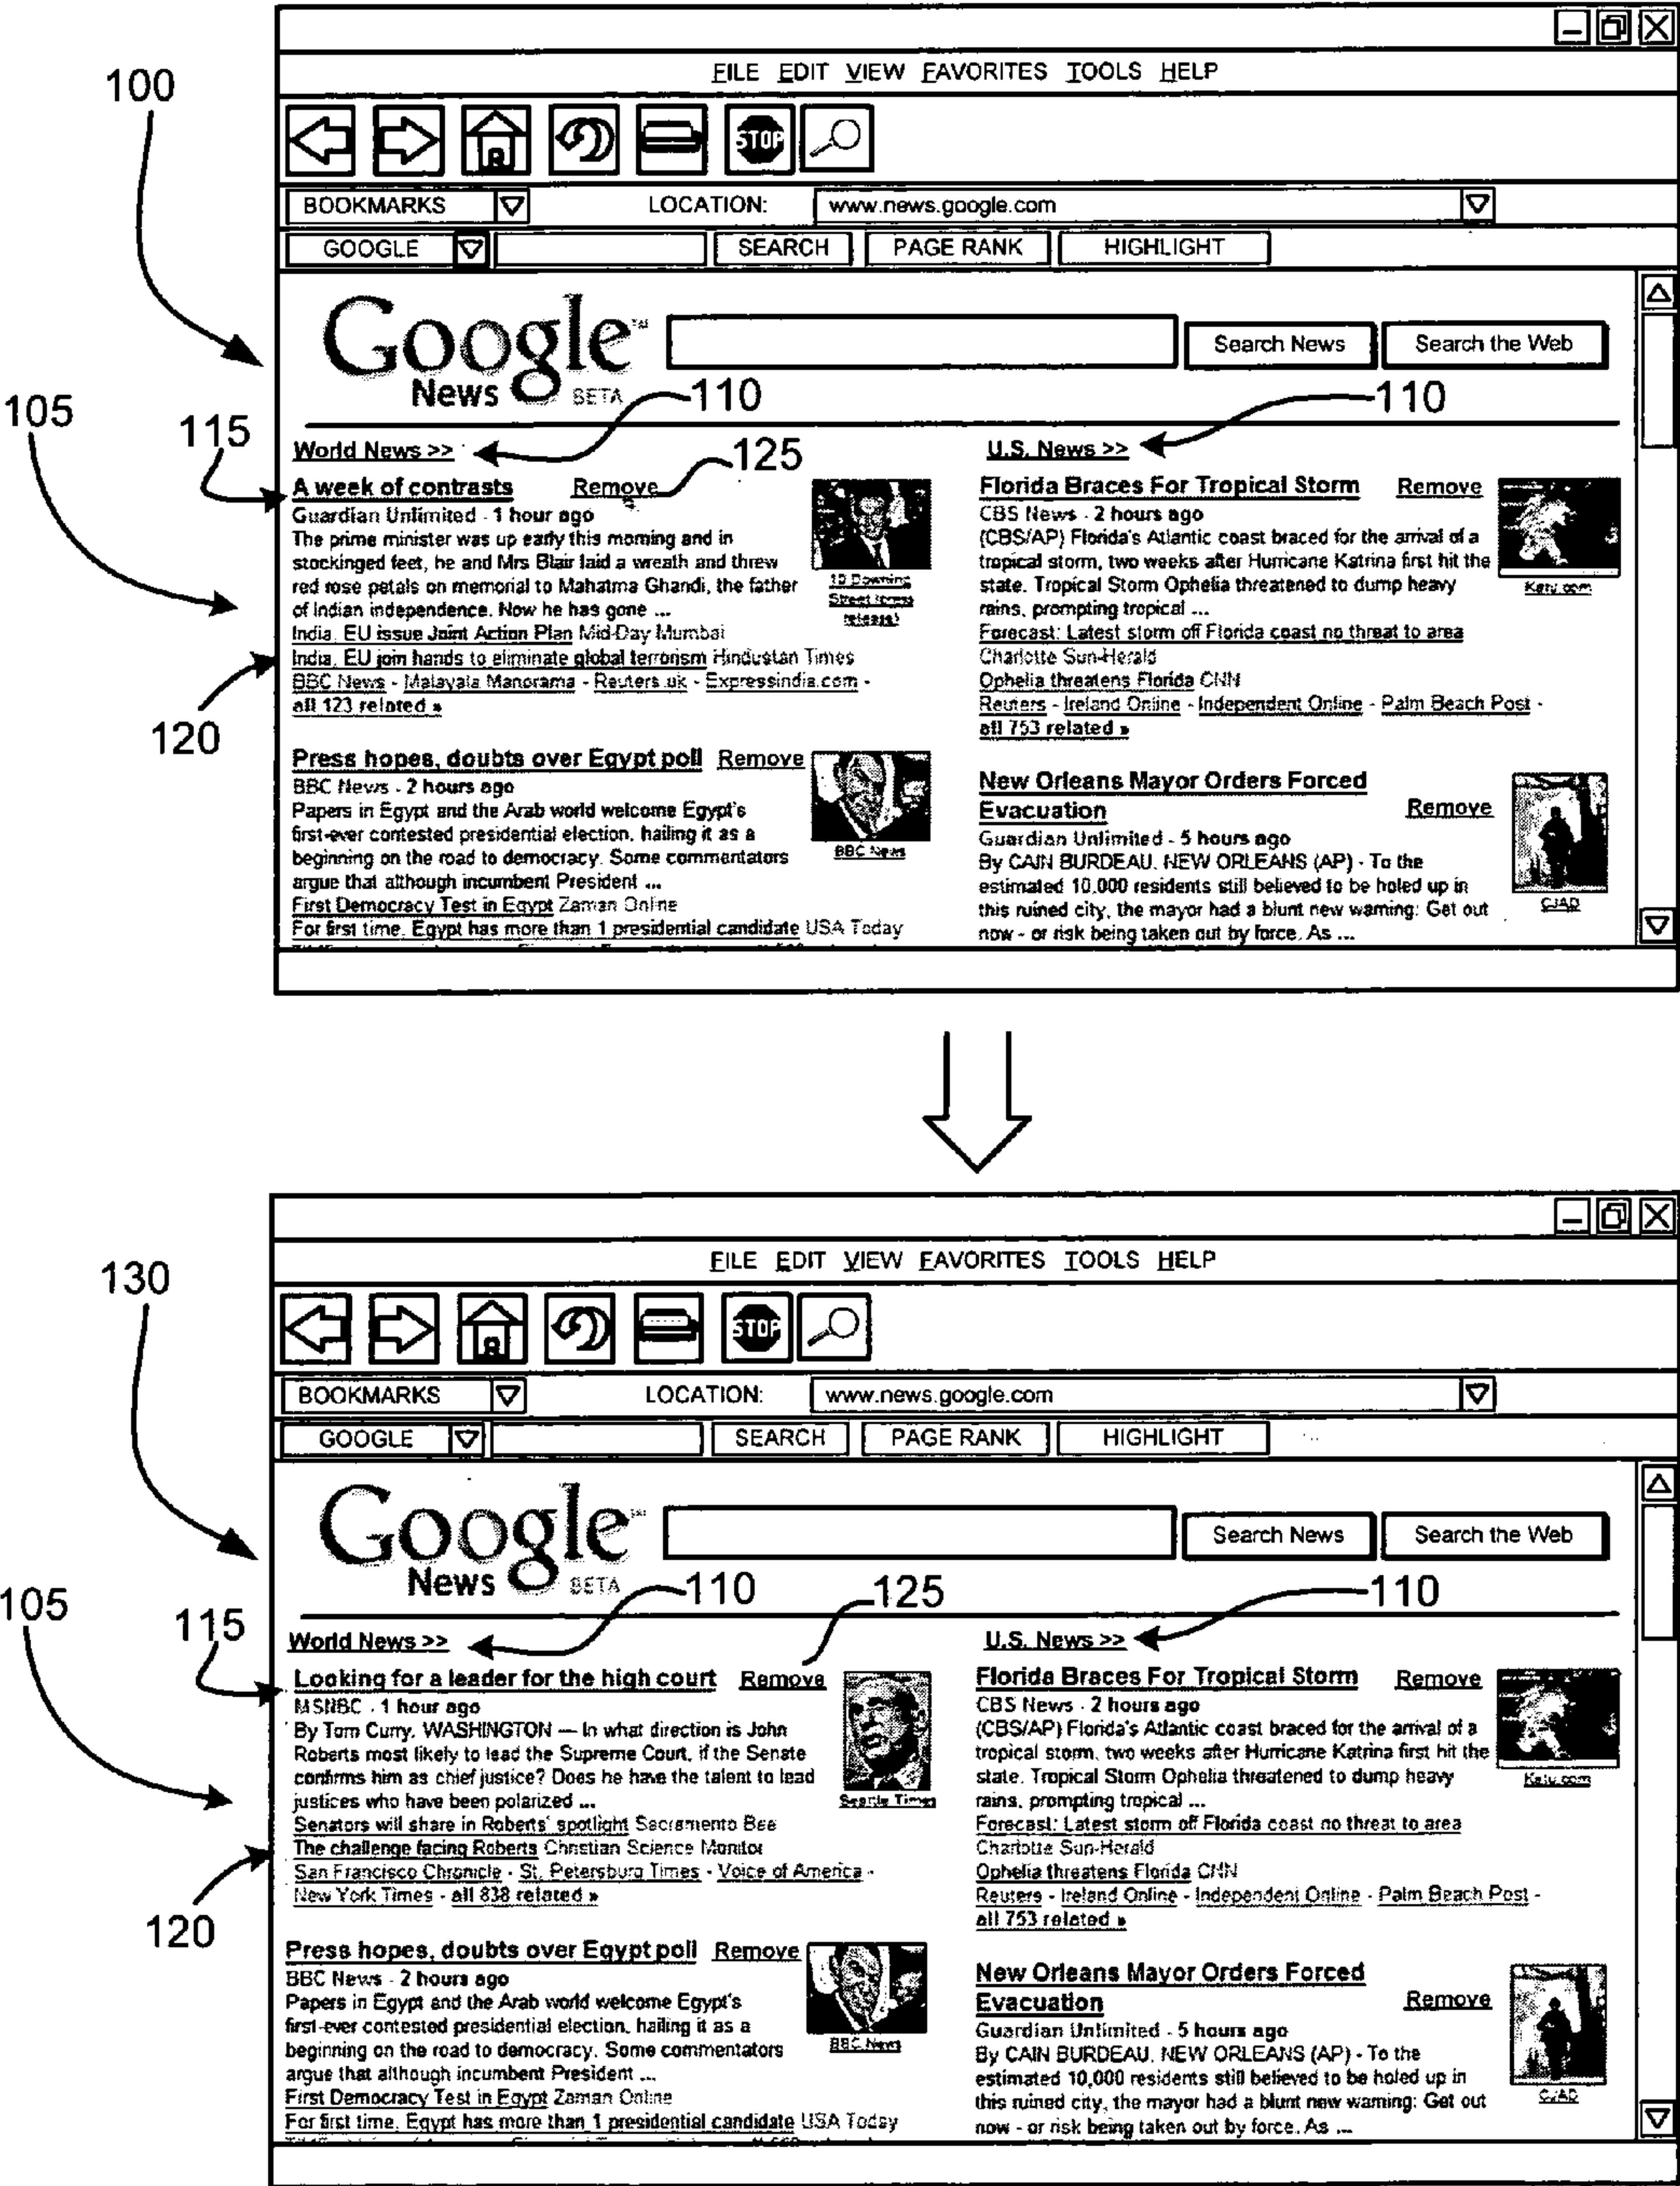 FILE EDIT VIEW FAVORITES TOOLS HELP
100
STOP
BOOKMARKS LOCATION: www.news.google.com
GOOGLE SEARCH PAGE RANK HIGHLIGHT
Google™
News BETA
Search News Search the Web
110 110
105
115
125
World News >>
A week of contrasts Remove
Guardian Unlimited - 1 hour ago
The prime minister was up early this morning and in
stockinged feet, he and Mrs Blair laid a wreath and threw
red rose petals on memorial to Mahatma Ghandi, the father
of Indian independence. Now he has gone ...
10 Downing
Street (press
release)
India, EU issue Joint Action Plan Mid-Day Mumbai
India, EU join hands to eliminate global terrorism Hindustan Times
BBC News - Malayala Manorama - Reuters.uk - Expressindia.com -
all 123 related »
120
Press hopes, doubts over Egypt poll Remove
BBC News - 2 hours ago
Papers in Egypt and the Arab world welcome Egypt's
first-ever contested presidential election, hailing it as a
beginning on the road to democracy. Some commentators
argue that although incumbent President ...
BBC News
First Democracy Test in Egypt Zaman Online
For first time, Egypt has more than 1 presidential candidate USA Today
U.S. News >>
Florida Braces For Tropical Storm Remove
CBS News - 2 hours ago
(CBS/AP) Florida's Atlantic coast braced for the arrival of a
tropical storm, two weeks after Hurricane Katrina first hit the
state. Tropical Storm Ophelia threatened to dump heavy
rains, prompting tropical ...
Katu.com
Forecast: Latest storm off Florida coast no threat to area
Charlotte Sun-Herald
Ophelia threatens Florida CNN
Reuters - Ireland Online - Independent Online - Palm Beach Post -
all 753 related »
New Orleans Mayor Orders Forced
Evacuation Remove
Guardian Unlimited - 5 hours ago
By CAIN BURDEAU. NEW ORLEANS (AP) - To the
estimated 10,000 residents still believed to be holed up in
this ruined city, the mayor had a blunt new warning: Get out
now - or risk being taken out by force. As ...
CJAD
FILE EDIT VIEW FAVORITES TOOLS HELP
130
STOP
BOOKMARKS LOCATION: www.news.google.com
GOOGLE SEARCH PAGE RANK HIGHLIGHT
Google™
News BETA
Search News Search the Web
110 125 110
105
115
World News >>
Looking for a leader for the high court Remove
MSNBC - 1 hour ago
By Tom Curry. WASHINGTON — In what direction is John
Roberts most likely to lead the Supreme Court, if the Senate
confirms him as chief justice? Does he have the talent to lead
justices who have been polarized ...
Seattle Times
Senators will share in Roberts' spotlight Sacramento Bee
The challenge facing Roberts Christian Science Monitor
San Francisco Chronicle - St. Petersburg Times - Voice of America -
New York Times - all 838 related »
120
Press hopes, doubts over Egypt poll Remove
BBC News - 2 hours ago
Papers in Egypt and the Arab world welcome Egypt's
first-ever contested presidential election, hailing it as a
beginning on the road to democracy. Some commentators
argue that although incumbent President ...
BBC News
First Democracy Test in Egypt Zaman Online
For first time, Egypt has more than 1 presidential candidate USA Today
U.S. News >>
Florida Braces For Tropical Storm Remove
CBS News - 2 hours ago
(CBS/AP) Florida's Atlantic coast braced for the arrival of a
tropical storm, two weeks after Hurricane Katrina first hit the
state. Tropical Storm Ophelia threatened to dump heavy
rains, prompting tropical ...
Katu.com
Forecast: Latest storm off Florida coast no threat to area
Charlotte Sun-Herald
Ophelia threatens Florida CNN
Reuters - Ireland Online - Independent Online - Palm Beach Post -
all 753 related »
New Orleans Mayor Orders Forced
Evacuation Remove
Guardian Unlimited - 5 hours ago
By CAIN BURDEAU. NEW ORLEANS (AP) - To the
estimated 10,000 residents still believed to be holed up in
this ruined city, the mayor had a blunt new warning: Get out
now - or risk being taken out by force. As ...
CJAD